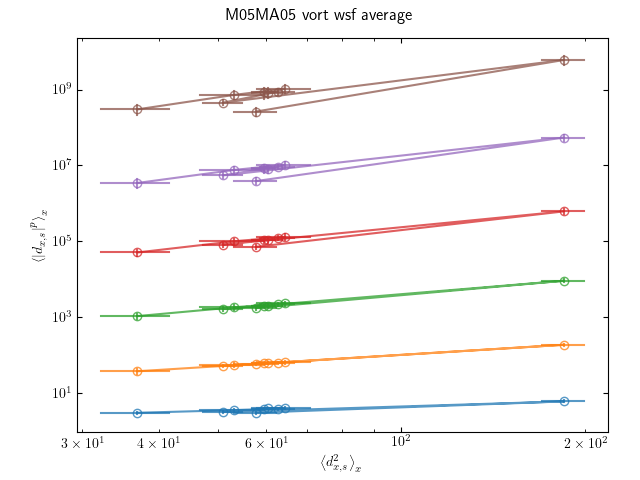 M05MA05 vort wsf average
⟨|d_{x,s}|^p⟩_x
10^9
10^7
10^5
10^3
10^1
3 × 10^1
4 × 10^1
6 × 10^1
10^2
2 × 10^2
⟨d^2_{x,s}⟩_x